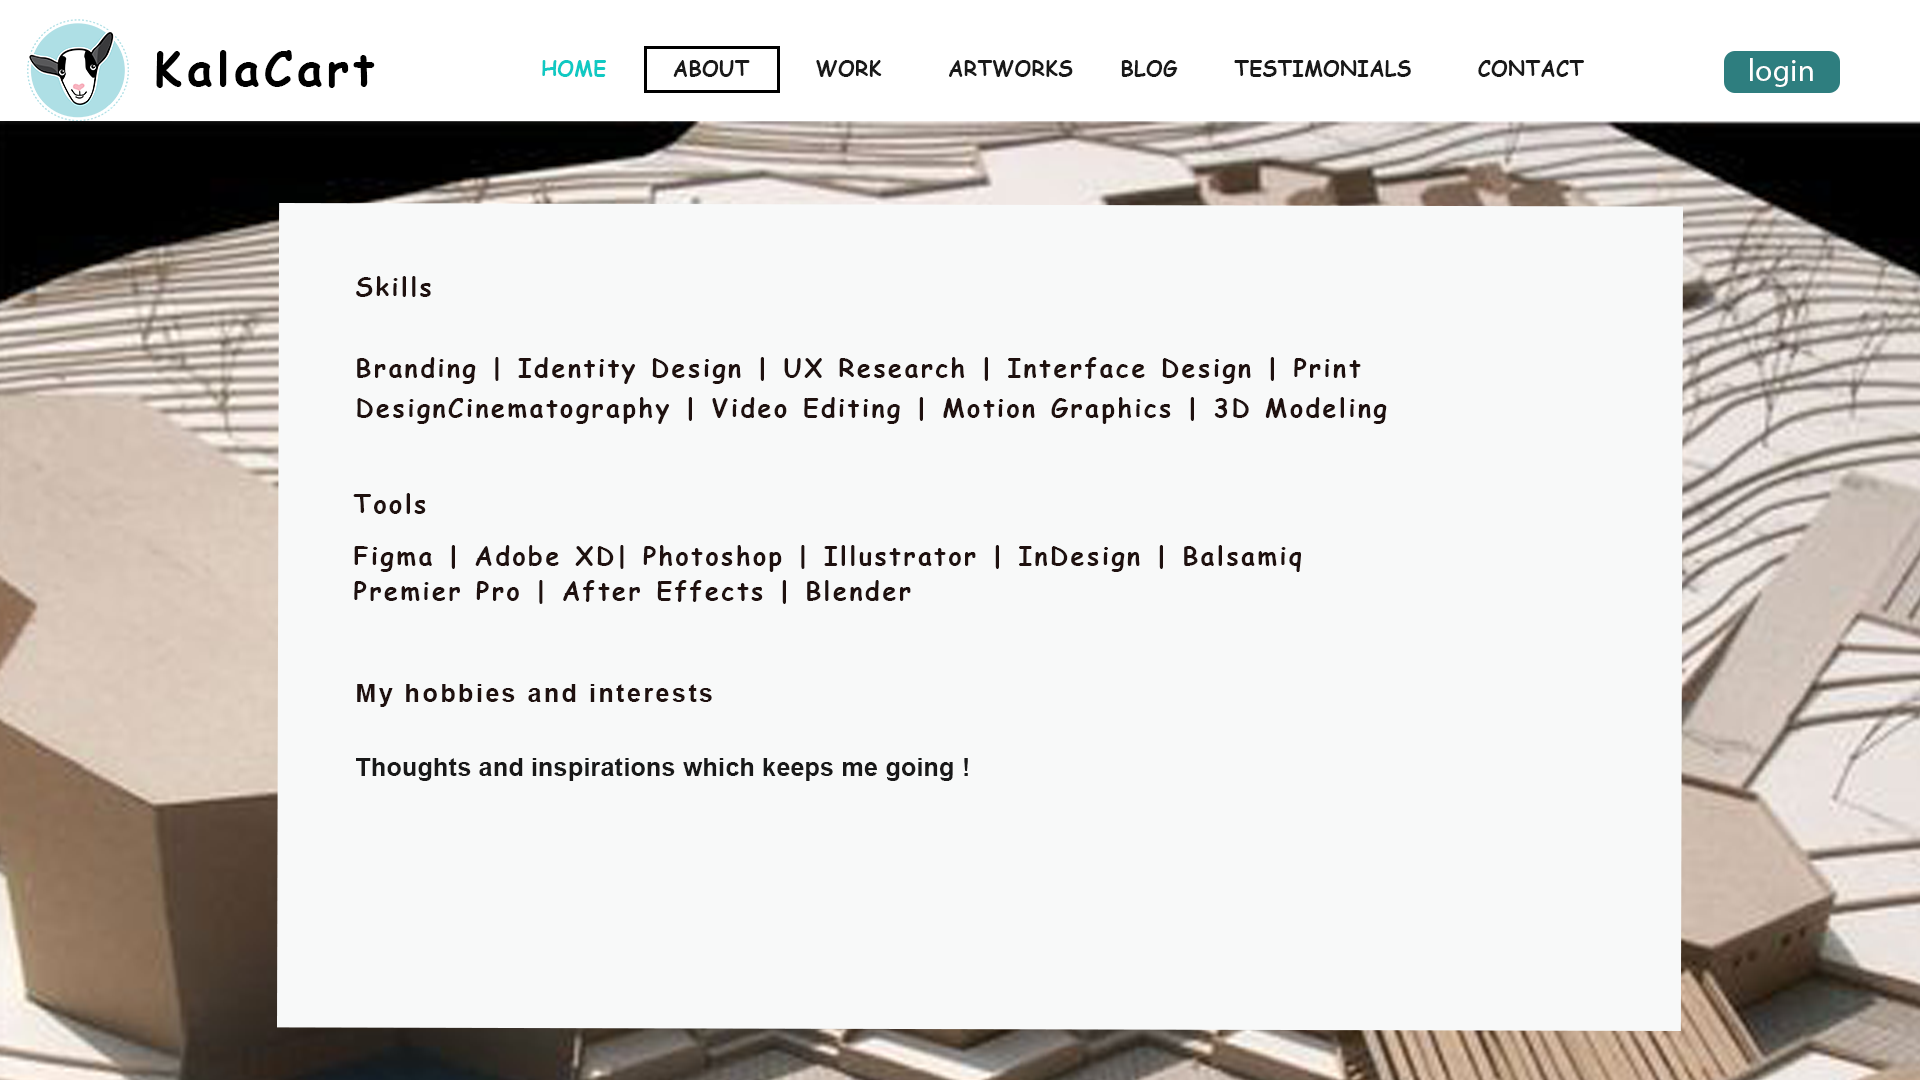 KalaCart
HOME ABOUT WORK ARTWORKS BLOG TESTIMONIALS CONTACT login
Skills
Branding | Identity Design | UX Research | Interface Design | Print
DesignCinematography | Video Editing | Motion Graphics | 3D Modeling
Tools
Figma | Adobe XD| Photoshop | Illustrator | InDesign | Balsamiq
Premier Pro | After Effects | Blender
My hobbies and interests
Thoughts and inspirations which keeps me going !